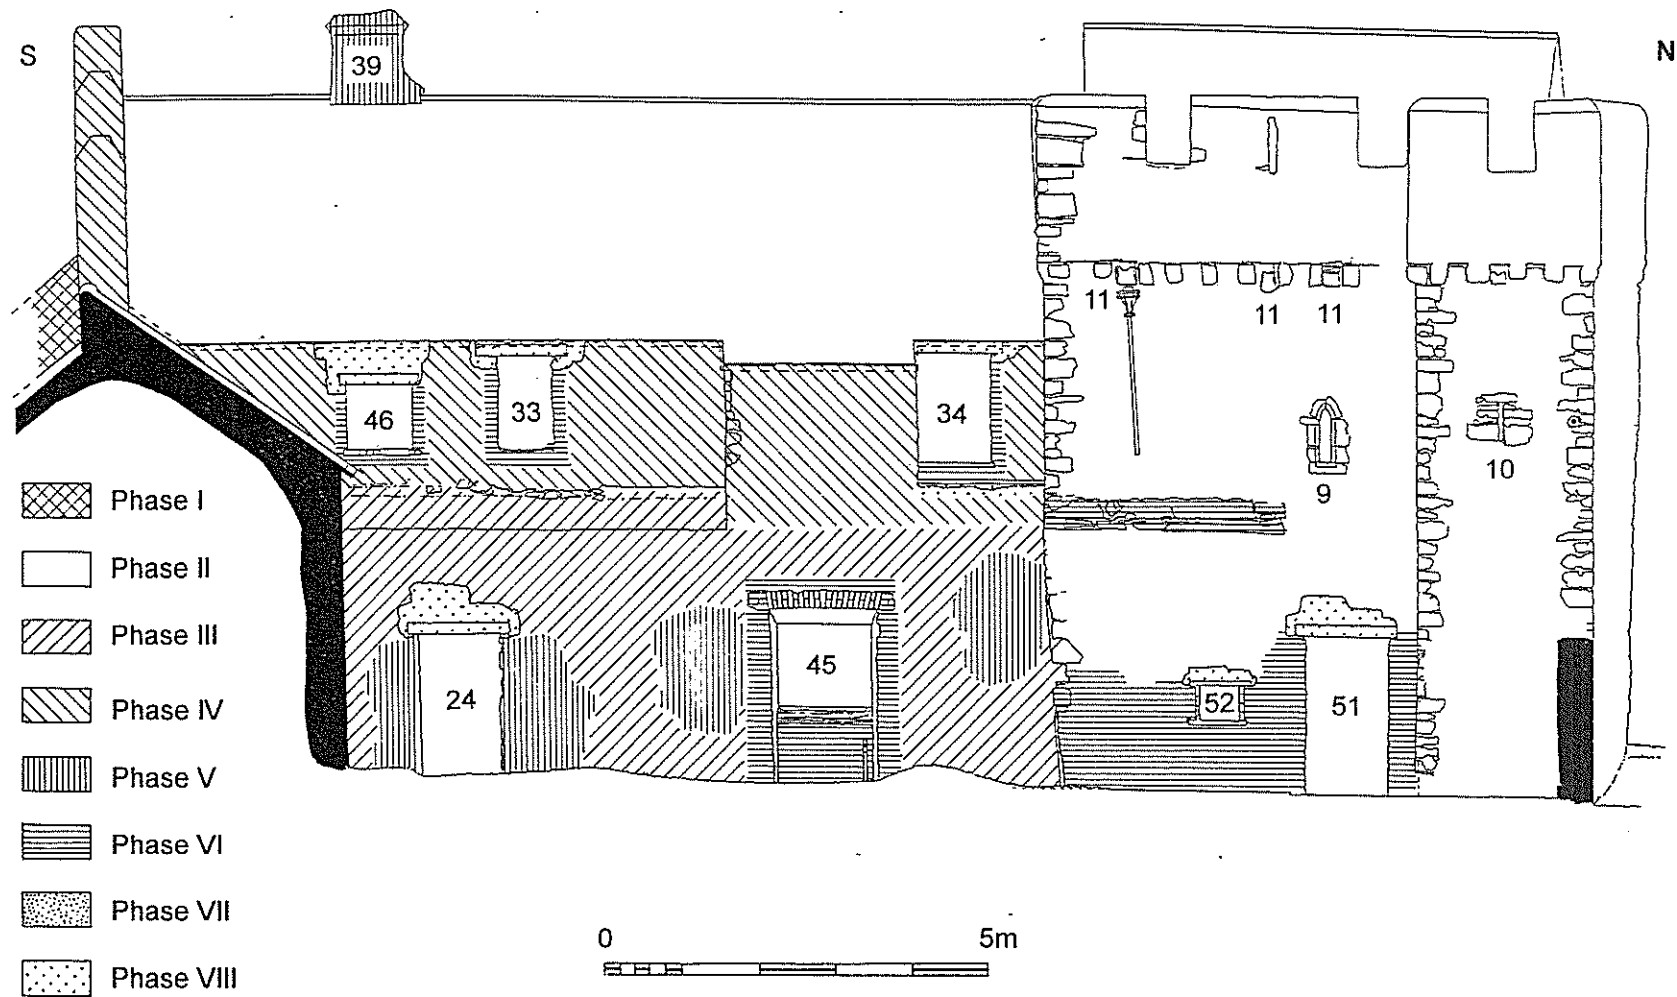 S
39
N
11
11
11
46
33
34
9
10
24
45
52
51
Phase I
Phase II
Phase III
Phase IV
Phase V
Phase VI
Phase VII
Phase VIII
0 5m